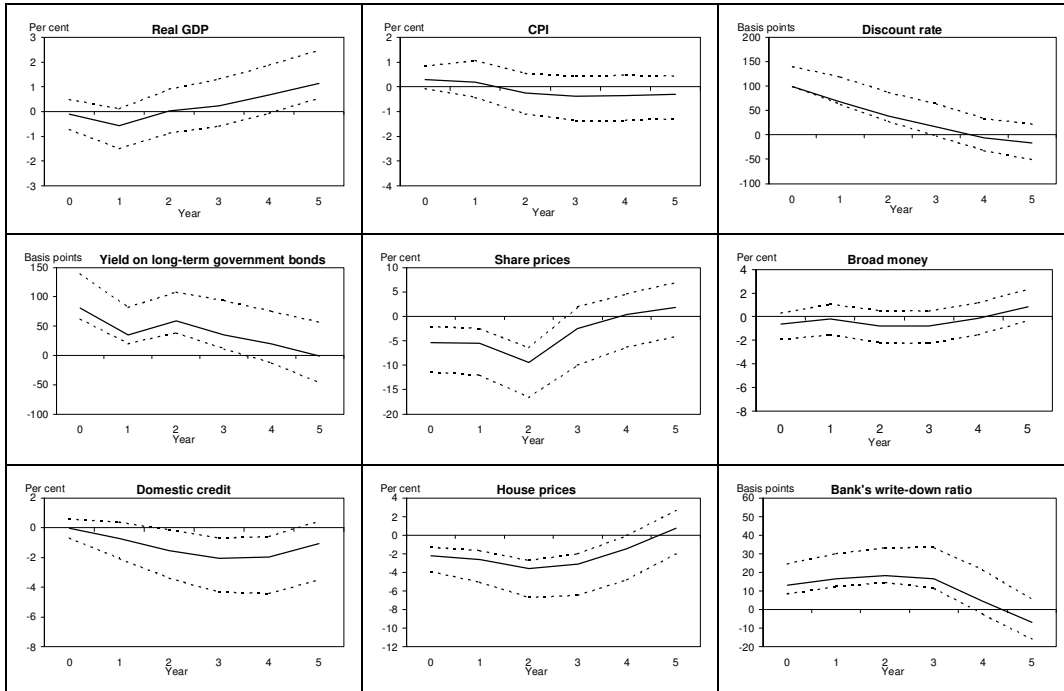 Per cent
Real GDP
3
2
1
0
-1
-2
-3
0 1 2 3 4 5
Year
Per cent
CPI
2
1
0
-1
-2
-3
-4
0 1 2 3 4 5
Year
Basis points
Discount rate
200
150
100
50
0
-50
-100
0 1 2 3 4 5
Year
Basis points
Yield on long-term government bonds
150
100
50
0
-50
-100
0 1 2 3 4 5
Year
Per cent
Share prices
10
5
0
-5
-10
-15
-20
0 1 2 3 4 5
Year
Per cent
Broad money
4
2
0
-2
-4
-6
-8
0 1 2 3 4 5
Year
Per cent
Domestic credit
2
0
-2
-4
-6
-8
0 1 2 3 4 5
Year
Per cent
House prices
4
2
0
-2
-4
-6
-8
-10
-12
0 1 2 3 4 5
Year
Basis points
Bank's write-down ratio
60
50
40
30
20
10
0
-10
-20
0 1 2 3 4 5
Year